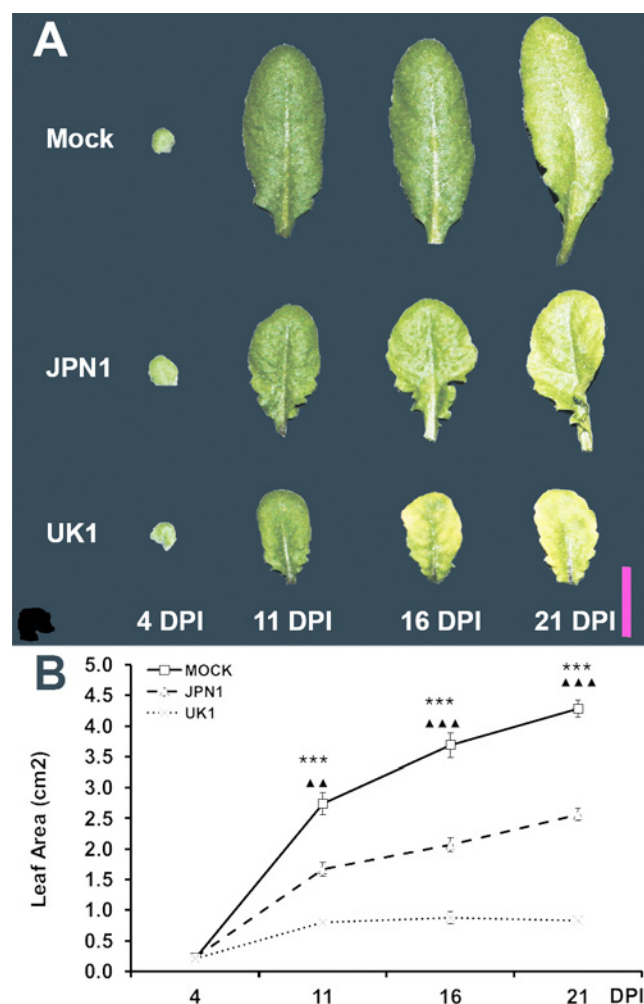 A
Mock
JPN1
UK1
4 DPI 11 DPI 16 DPI 21 DPI
B
MOCK
JPN1
UK1
Leaf Area (cm2)
5.0
4.5
4.0
3.5
3.0
2.5
2.0
1.5
1.0
0.5
0.0
***
▲▲
***
▲▲▲
***
▲▲▲
4 11 16 21 DPI